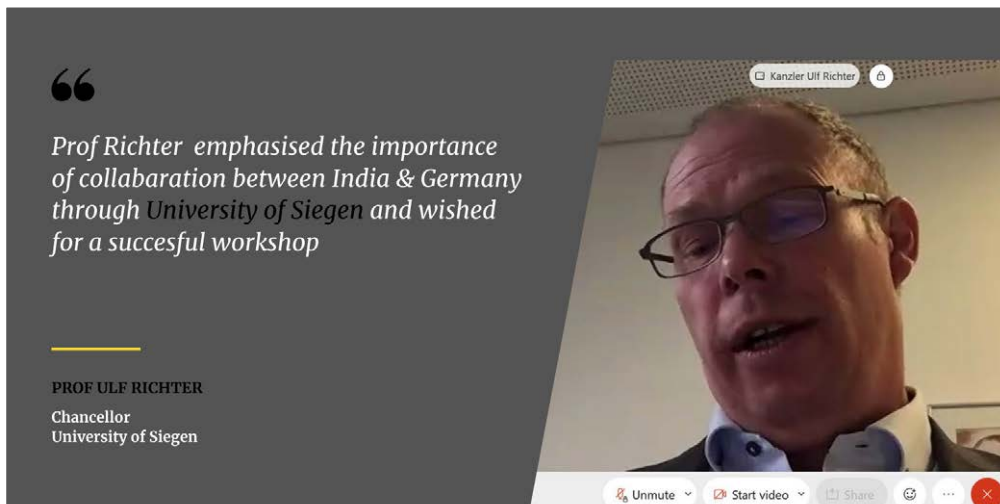 “
Prof Richter emphasised the importance
of collabaration between India & Germany
through University of Siegen and wished
for a succesful workshop
PROF ULF RICHTER
Chancellor
University of Siegen
Kanzler Ulf Richter
Unmute
Start video
Share